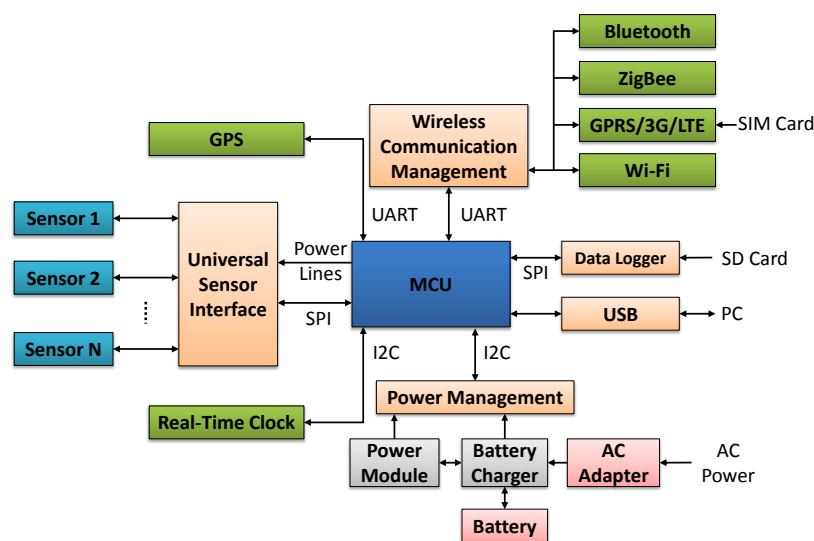 Bluetooth
ZigBee
GPRS/3G/LTE
SIM Card
Wi-Fi
Wireless
Communication
Management
GPS
UART
UART
Sensor 1
Sensor 2
Sensor N
Universal
Sensor
Interface
Power
Lines
SPI
MCU
SPI
Data Logger
SD Card
USB
PC
I2C
I2C
Real-Time Clock
Power Management
Power
Module
Battery
Charger
AC
Adapter
AC
Power
Battery